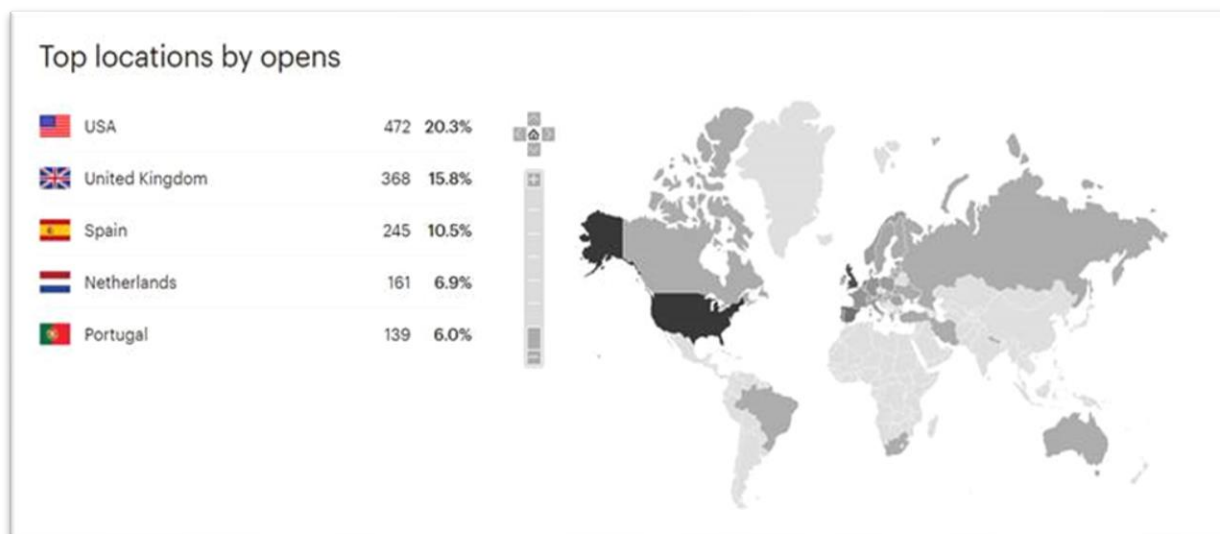 Top locations by opens
USA 472 20.3%
United Kingdom 368 15.8%
Spain 245 10.5%
Netherlands 161 6.9%
Portugal 139 6.0%